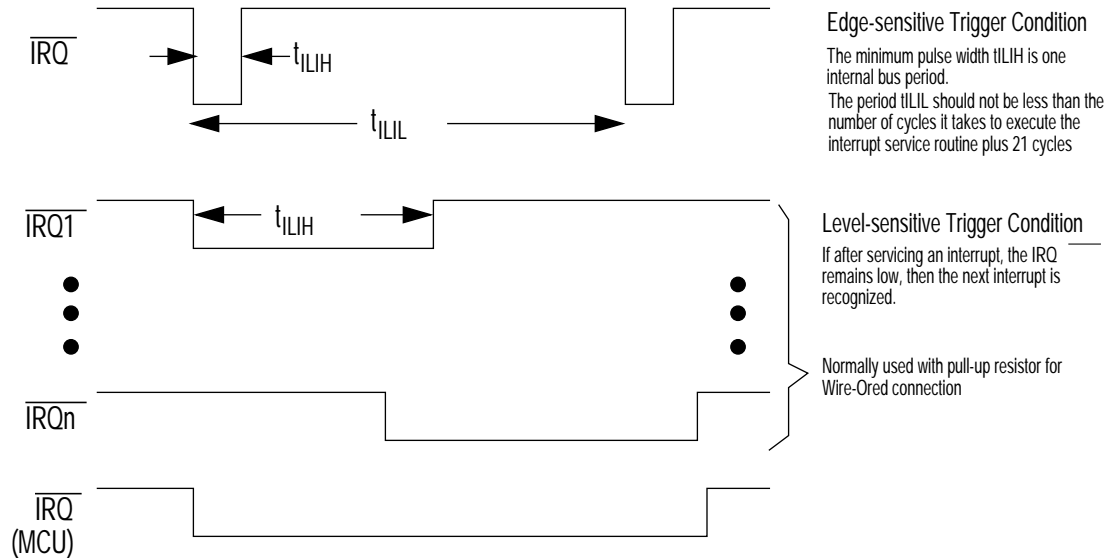 IRQ
tILIH
tILIL
Edge-sensitive Trigger Condition
The minimum pulse width tILIH is one
internal bus period.
The period tILIL should not be less than the
number of cycles it takes to execute the
interrupt service routine plus 21 cycles
IRQ1
tILIH
Level-sensitive Trigger Condition
If after servicing an interrupt, the IRQ
remains low, then the next interrupt is
recognized.
Normally used with pull-up resistor for
Wire-Ored connection
IRQn
IRQ
(MCU)